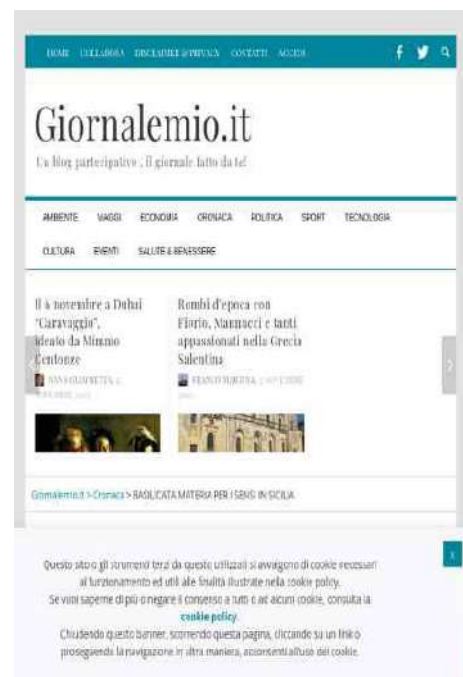 HOME COLLABORA DISCLAIMER & PRIVACY CONTATTI ACCEDI
Giornalemio.it
Un blog partecipativo , il giornale fatto da te!
AMBIENTE VIAGGI ECONOMIA CRONACA POLITICA SPORT TECNOLOGIA
CULTURA EVENTI SALUTE & BENESSERE
Il 6 novembre a Dubai
"Caravaggio",
ideato da Mimmo
Centonze
Rombi d'epoca con
Fiorio, Mannucci e tanti
appassionati nella Grecia
Salentina
FRANCO MARTINA
Giornalemio.it > Cronaca > BASILICATA MATERIA PER I SENSI IN SICILIA
x
Questo sito o gli strumenti terzi da questo utilizzati si avvalgono di cookie necessari
al funzionamento ed utili alle finalità illustrate nella cookie policy.
Se vuoi saperne di più o negare il consenso a tutti o ad alcuni cookie, consulta la
cookie policy.
Chiudendo questo banner, scorrendo questa pagina, cliccando su un link o
proseguendo la navigazione in altra maniera, acconsenti all'uso dei cookie.